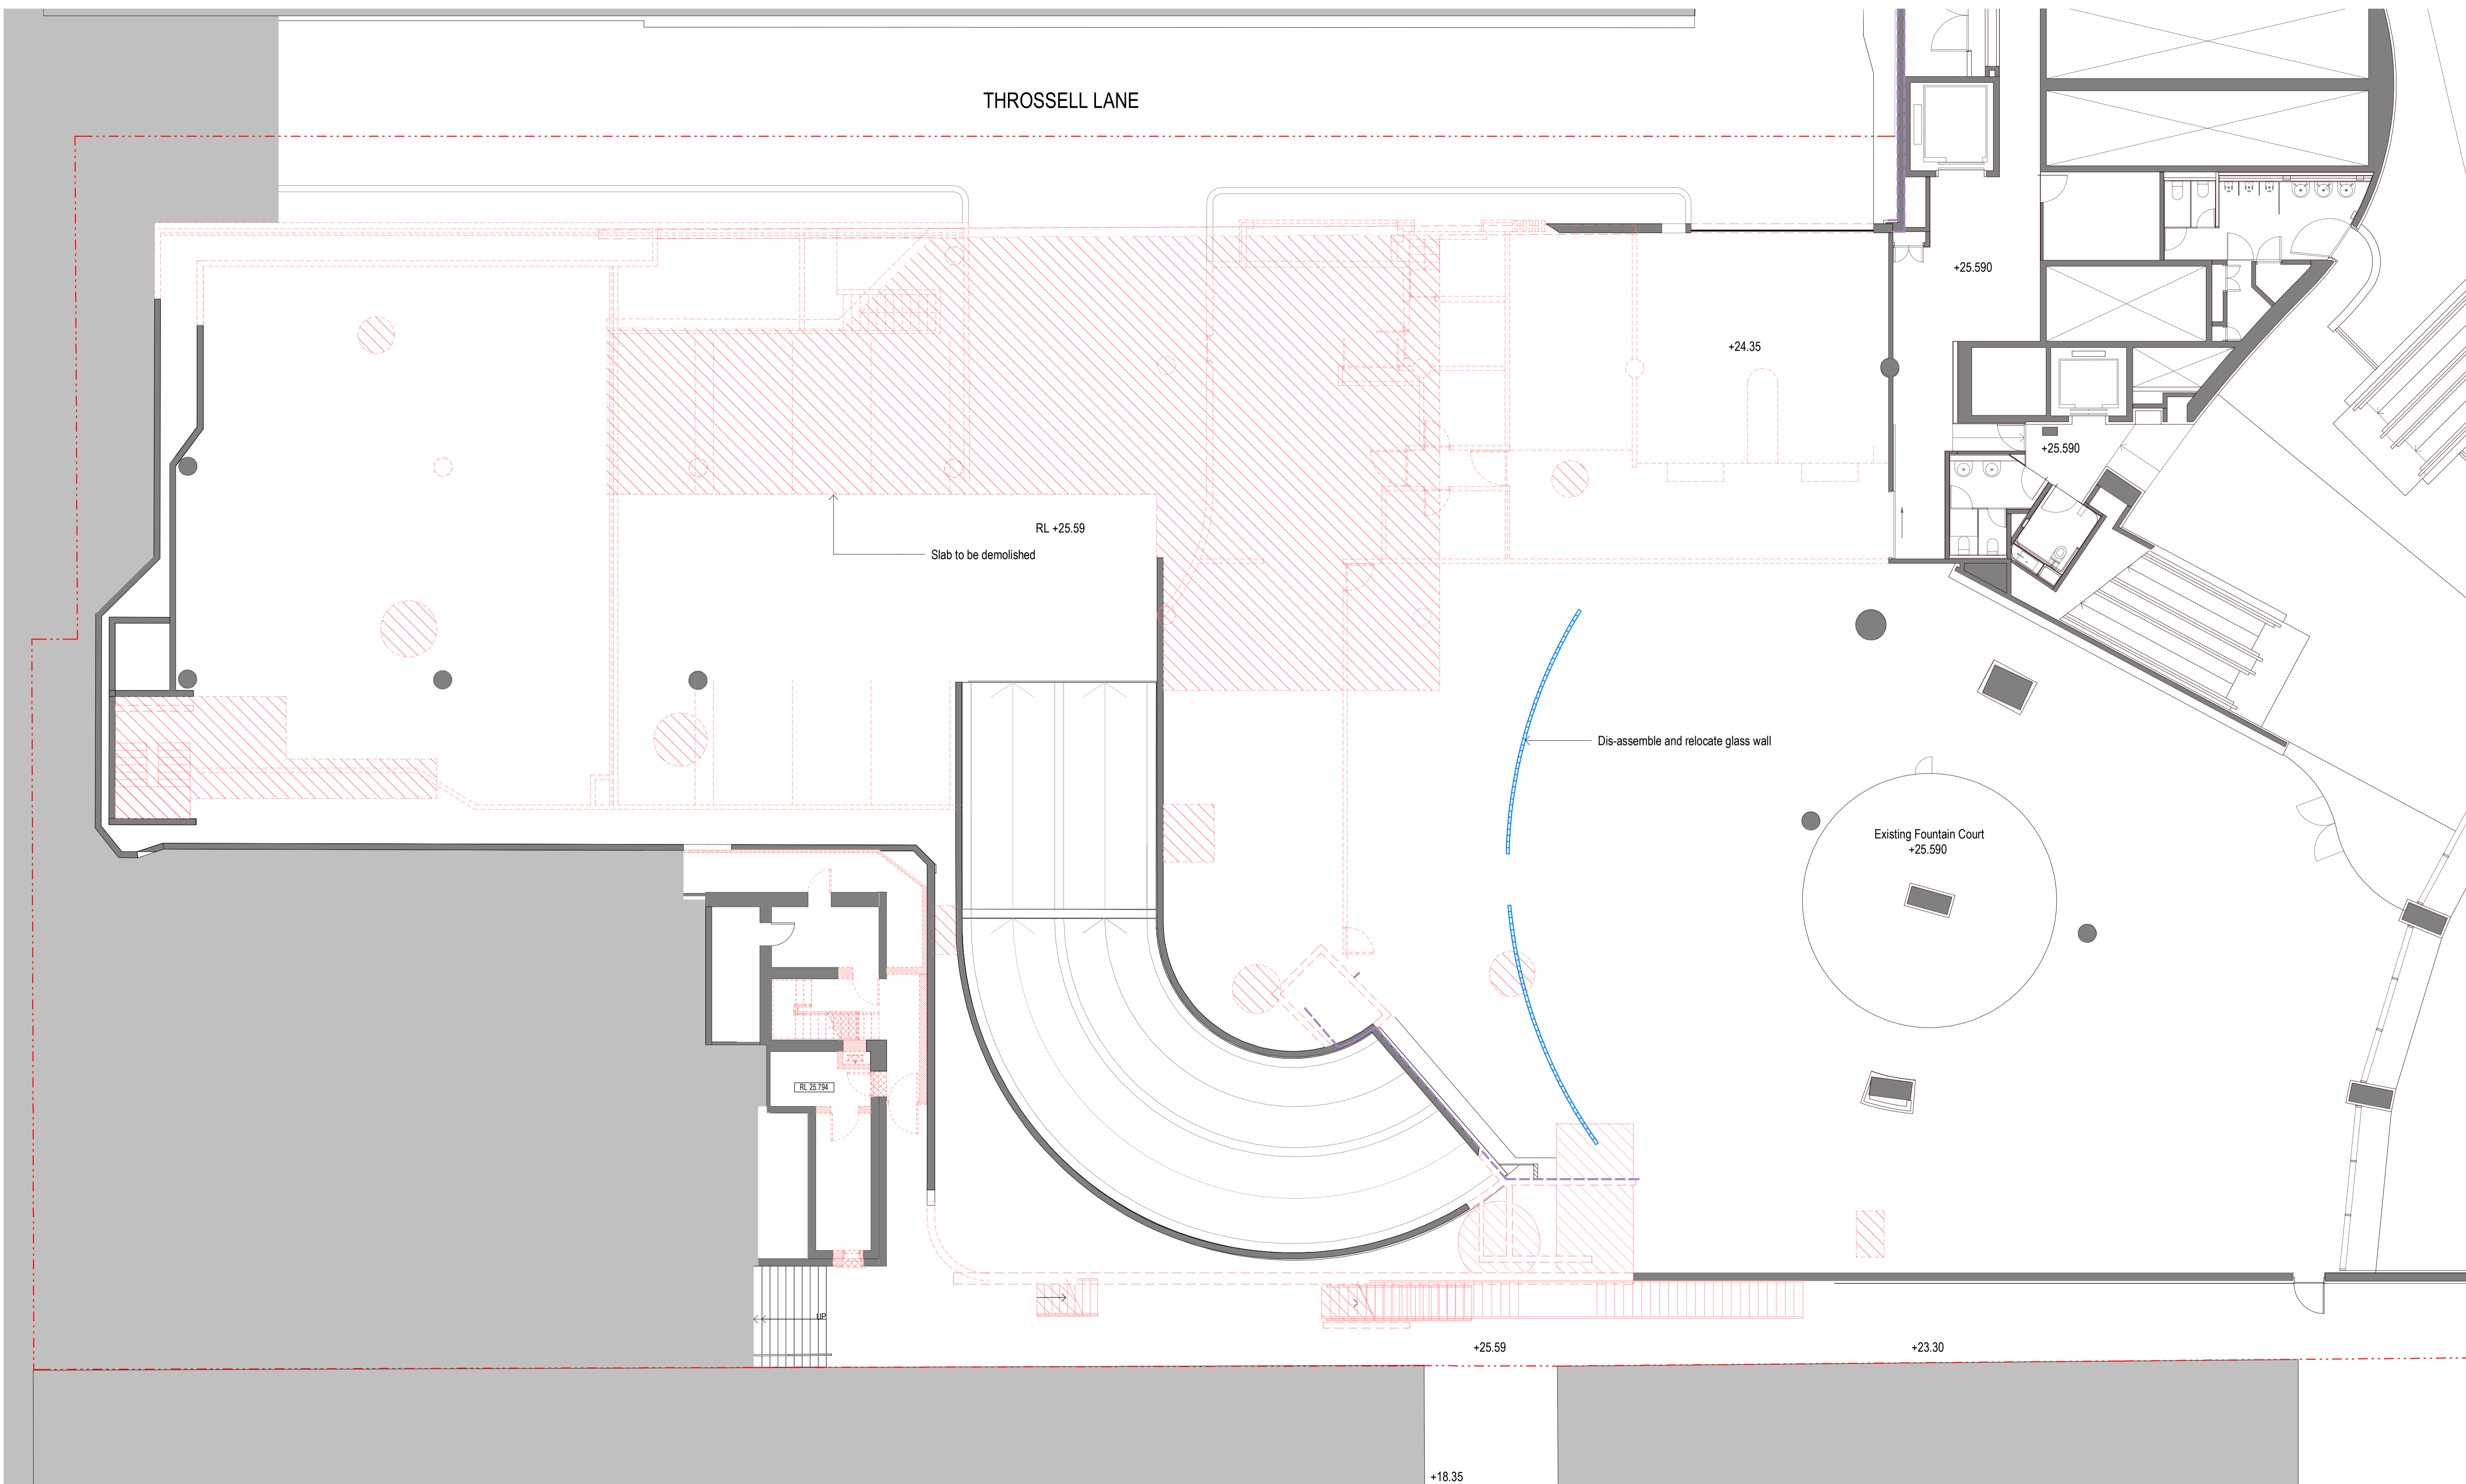 THROSSELL LANE
+25.590
+24.35
+25.590
RL +25.59
Slab to be demolished
Dis-assemble and relocate glass wall
Existing Fountain Court
+25.590
RL 25.794
UP
+25.59
+23.30
+18.35